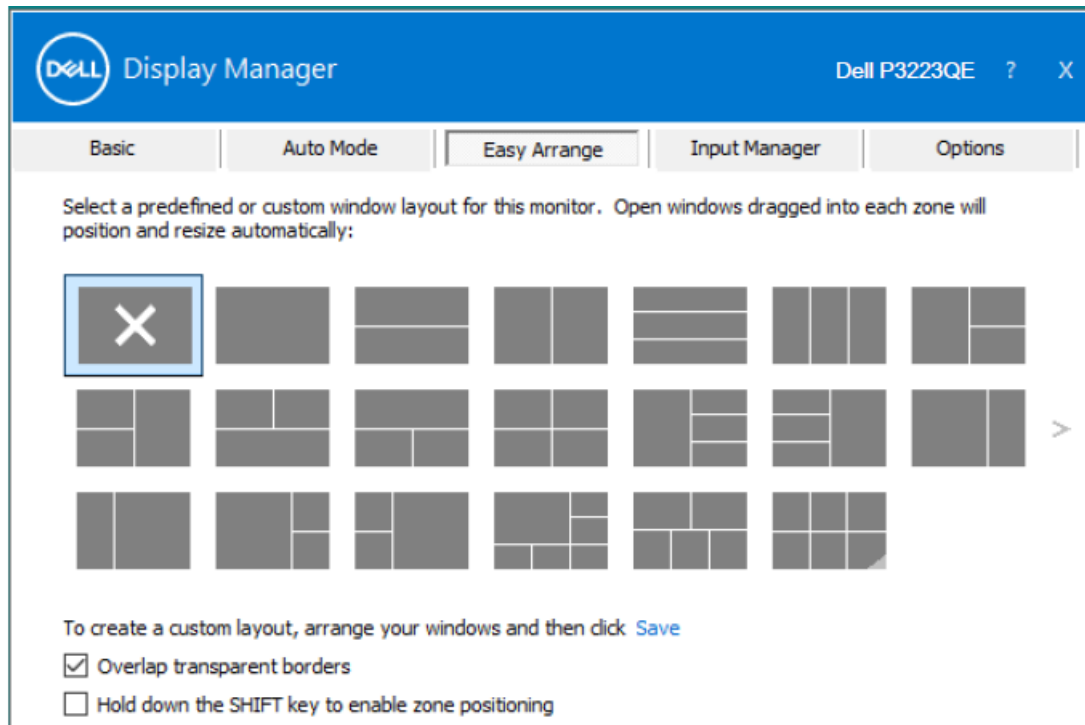 DELL Display Manager Dell P3223QE ? X
Basic Auto Mode Easy Arrange Input Manager Options
Select a predefined or custom window layout for this monitor.  Open windows dragged into each zone will
position and resize automatically:
>
To create a custom layout, arrange your windows and then click Save
Overlap transparent borders
Hold down the SHIFT key to enable zone positioning